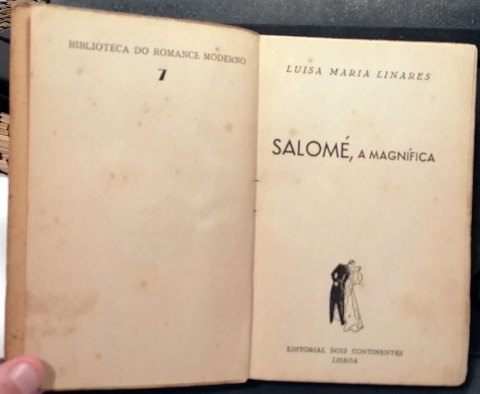 BIBLIOTECA DO ROMANCE MODERNO
7
LUISA MARIA LINARES
SALOMÉ, A MAGNÍFICA
EDITORIAL DOIS CONTINENTES
LISBOA